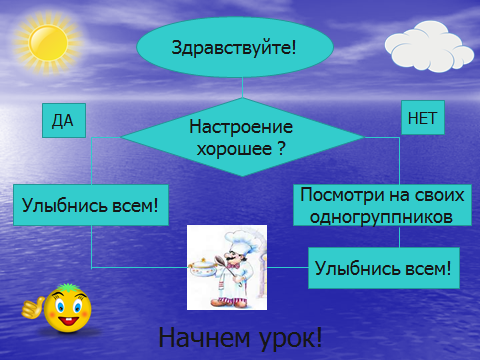 Здравствуйте!
ДА
НЕТ
Настроение
хорошее ?
Улыбнись всем!
Посмотри на своих
одногруппников
Улыбнись всем!
Начнем урок!